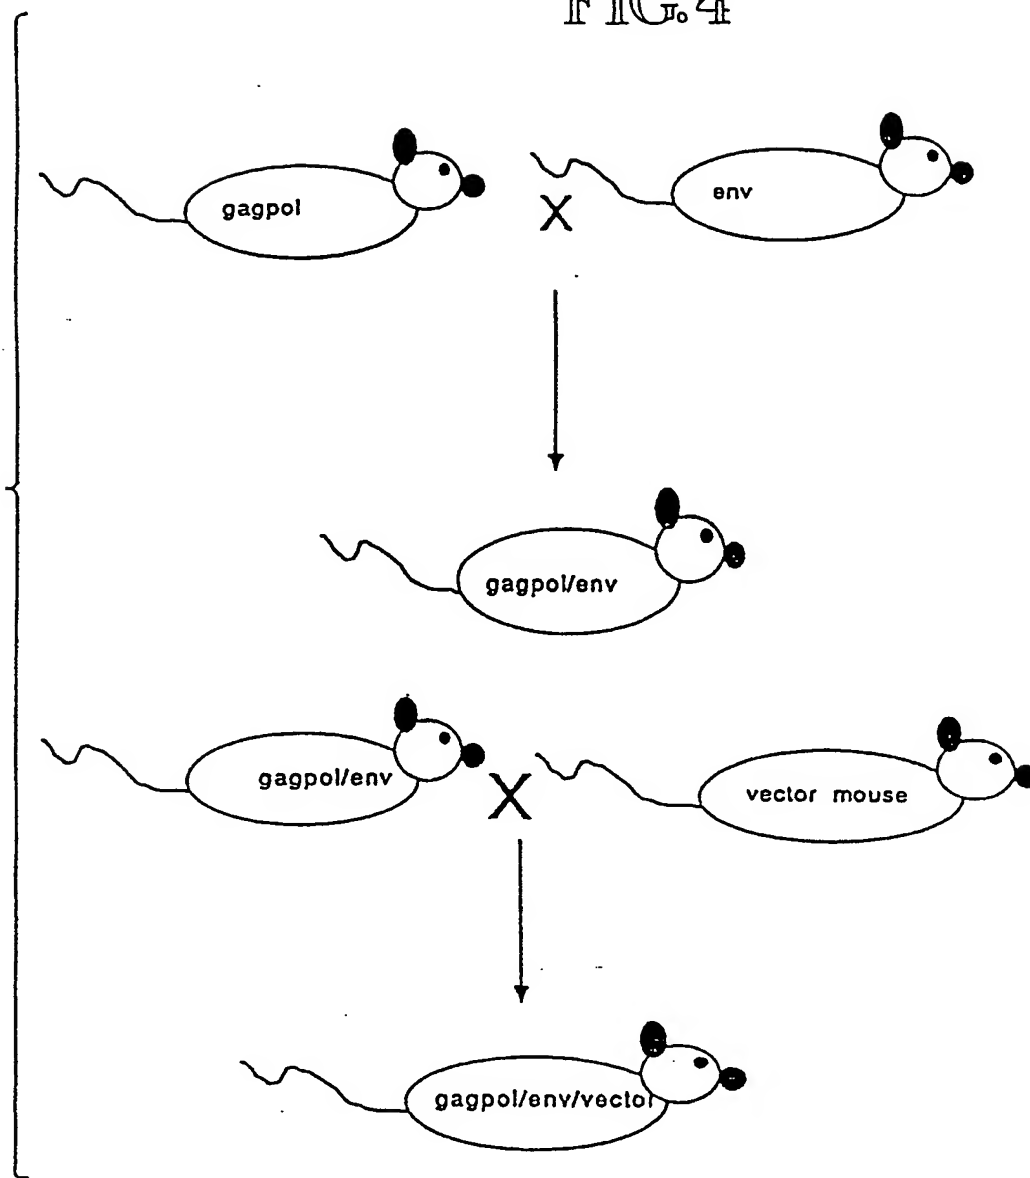 FIG. 4
gagpol
X
env
gagpol/env
gagpol/env
X
vector mouse
gagpol/env/vector